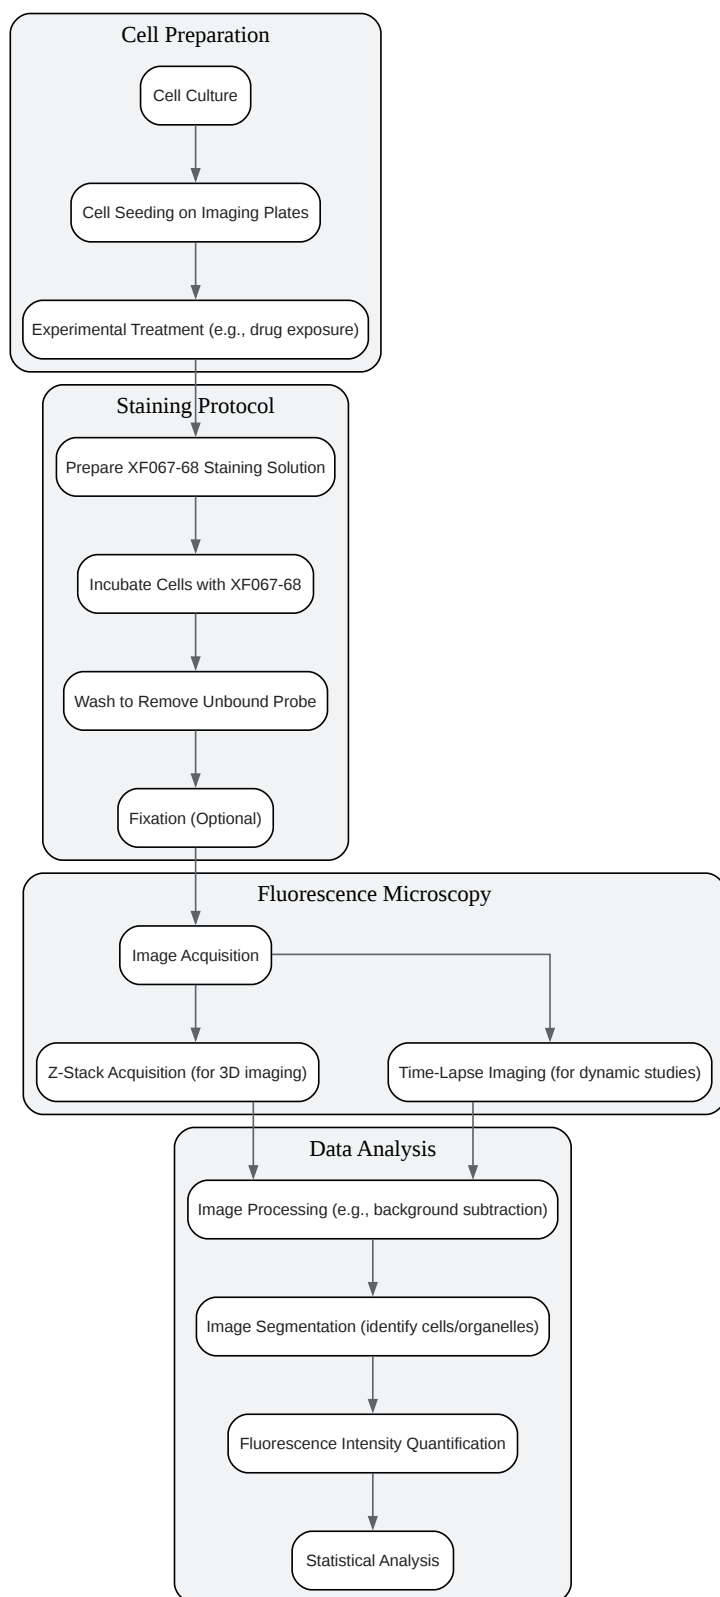 Cell Preparation
Cell Culture
Cell Seeding on Imaging Plates
Experimental Treatment (e.g., drug exposure)
Staining Protocol
Prepare XF067-68 Staining Solution
Incubate Cells with XF067-68
Wash to Remove Unbound Probe
Fixation (Optional)
Fluorescence Microscopy
Image Acquisition
Z-Stack Acquisition (for 3D imaging)
Time-Lapse Imaging (for dynamic studies)
Data Analysis
Image Processing (e.g., background subtraction)
Image Segmentation (identify cells/organelles)
Fluorescence Intensity Quantification
Statistical Analysis